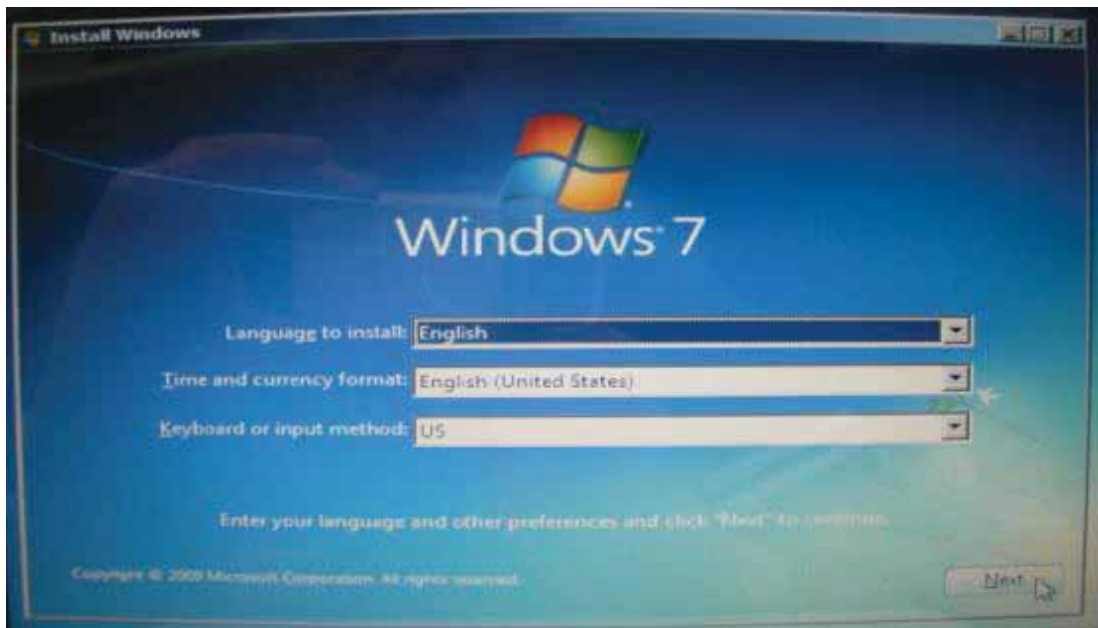 Install Windows
Windows® 7
Language to install: English
Time and currency format: English (United States)
Keyboard or input method: US
Enter your language and other preferences and click "Next" to continue.
Copyright © 2009 Microsoft Corporation. All rights reserved.
Next